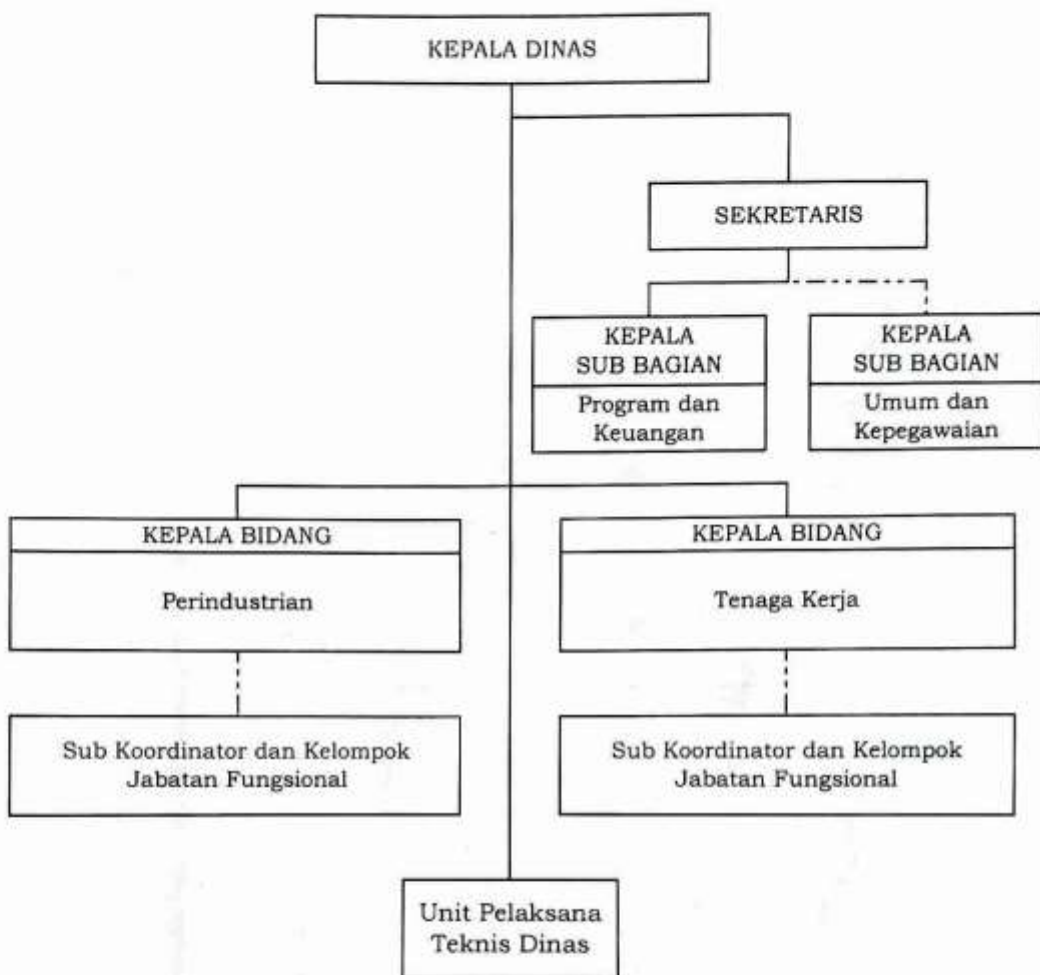 KEPALA DINAS
SEKRETARIS
KEPALA
SUB BAGIAN
Program dan
Keuangan
KEPALA
SUB BAGIAN
Umum dan
Kepegawaian
KEPALA BIDANG
Perindustrian
KEPALA BIDANG
Tenaga Kerja
Sub Koordinator dan Kelompok
Jabatan Fungsional
Sub Koordinator dan Kelompok
Jabatan Fungsional
Unit Pelaksana
Teknis Dinas